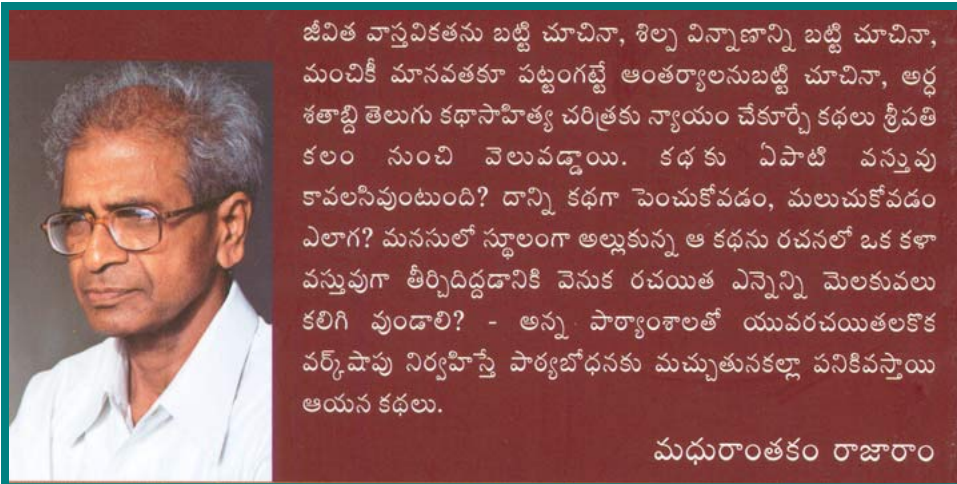 జీవిత వాస్తవికతను బట్టి చూచినా, శిల్ప విన్నాణాన్ని బట్టి చూచినా,
మంచికీ మానవతకూ పట్టంగట్టే ఆంతర్యాలనుబట్టి చూచినా, అర్ధ
శతాబ్ది తెలుగు కథాసాహిత్య చరిత్రకు న్యాయం చేకూర్చే కథలు శ్రీపతి
కలం నుంచి వెలువడ్డాయి. కథ కు ఏపాటి వస్తువు
కావలసివుంటుంది? దాన్ని కథగా పెంచుకోవడం, మలుచుకోవడం
ఎలాగ? మనసులో స్థూలంగా అల్లుకున్న ఆ కథను రచనలో ఒక కళా
వస్తువుగా తీర్చిదిద్దడానికి వెనుక రచయిత ఎన్నెన్ని మెలకువలు
కలిగి వుండాలి? - అన్న పాఠ్యాంశాలతో యువరచయితలకొక
వర్క్‌షాపు నిర్వహిస్తే పాఠ్యబోధనకు మచ్చుతునకల్లా పనికివస్తాయి
ఆయన కథలు.
మధురాంతకం రాజారాం